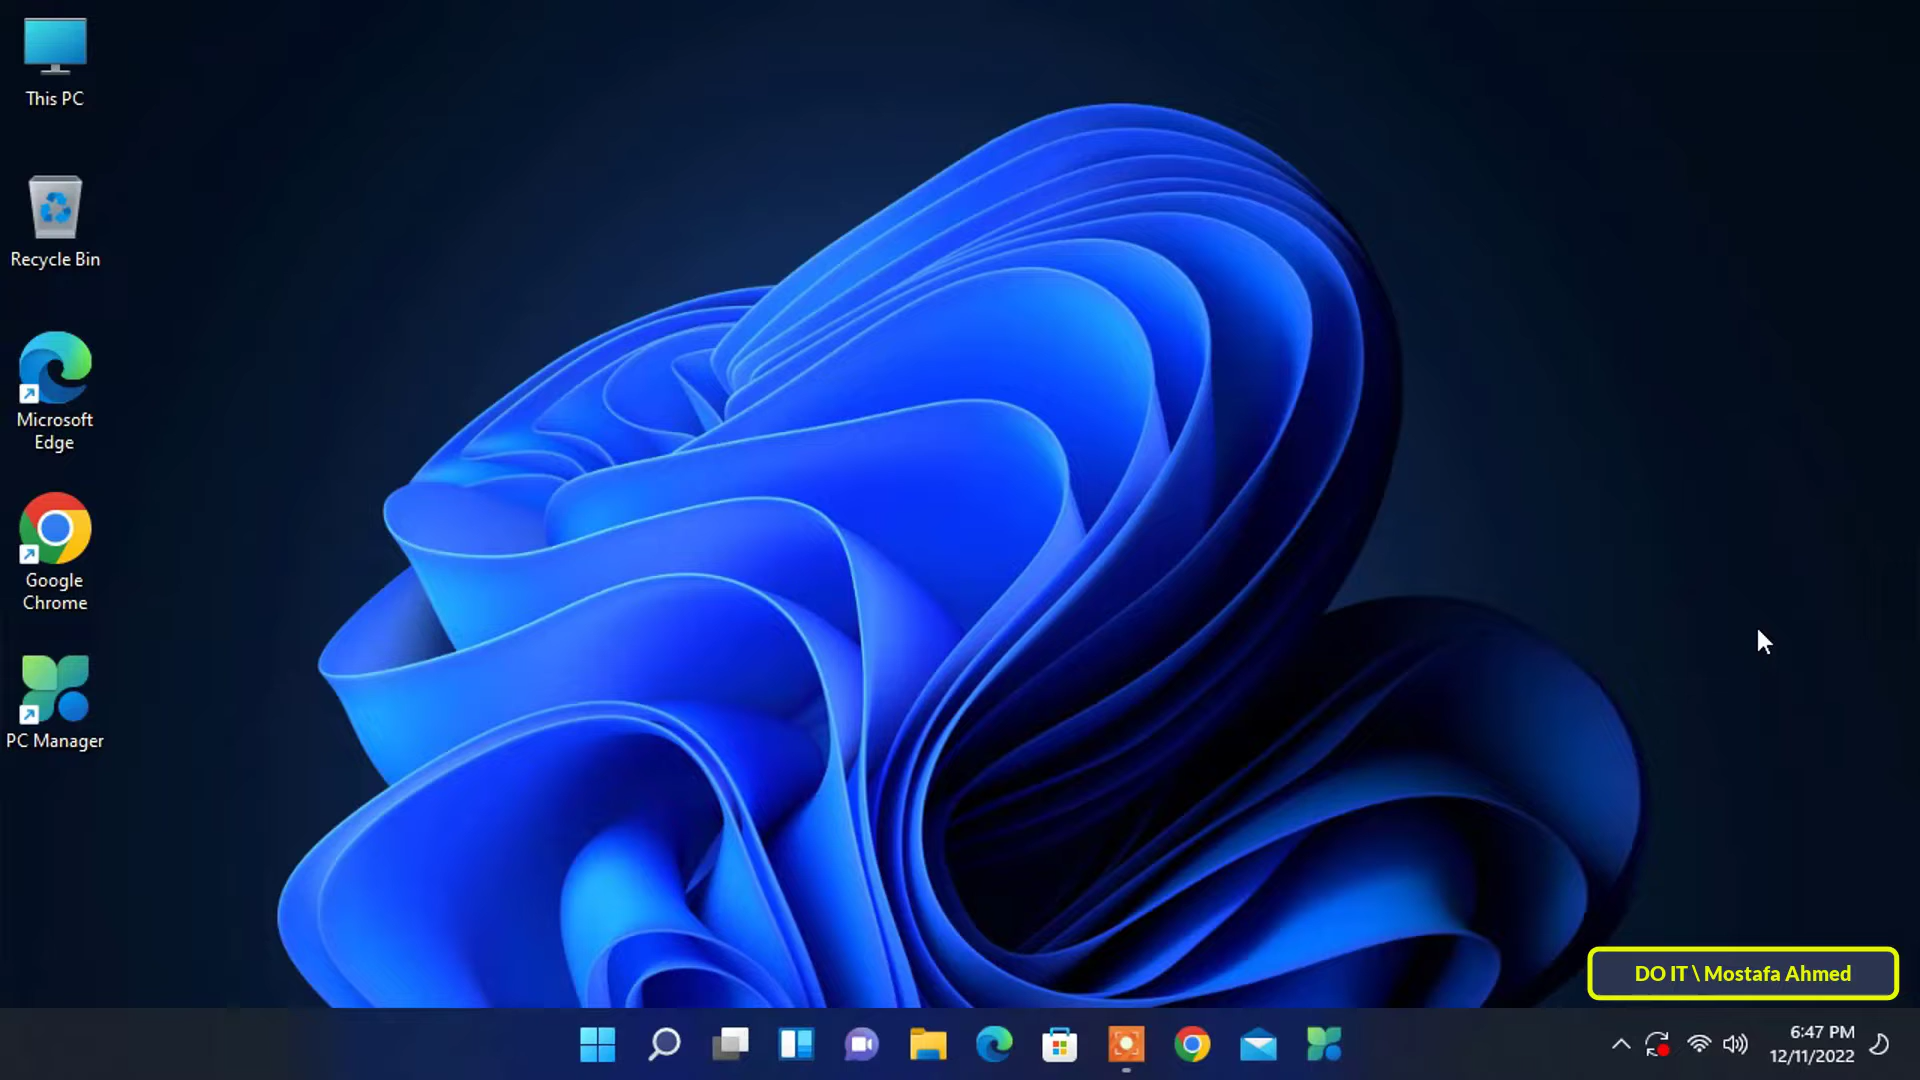 This PC
Recycle Bin
Microsoft
Edge
Google
Chrome
PC Manager
DO IT \ Mostafa Ahmed
6:47 PM
12/11/2022